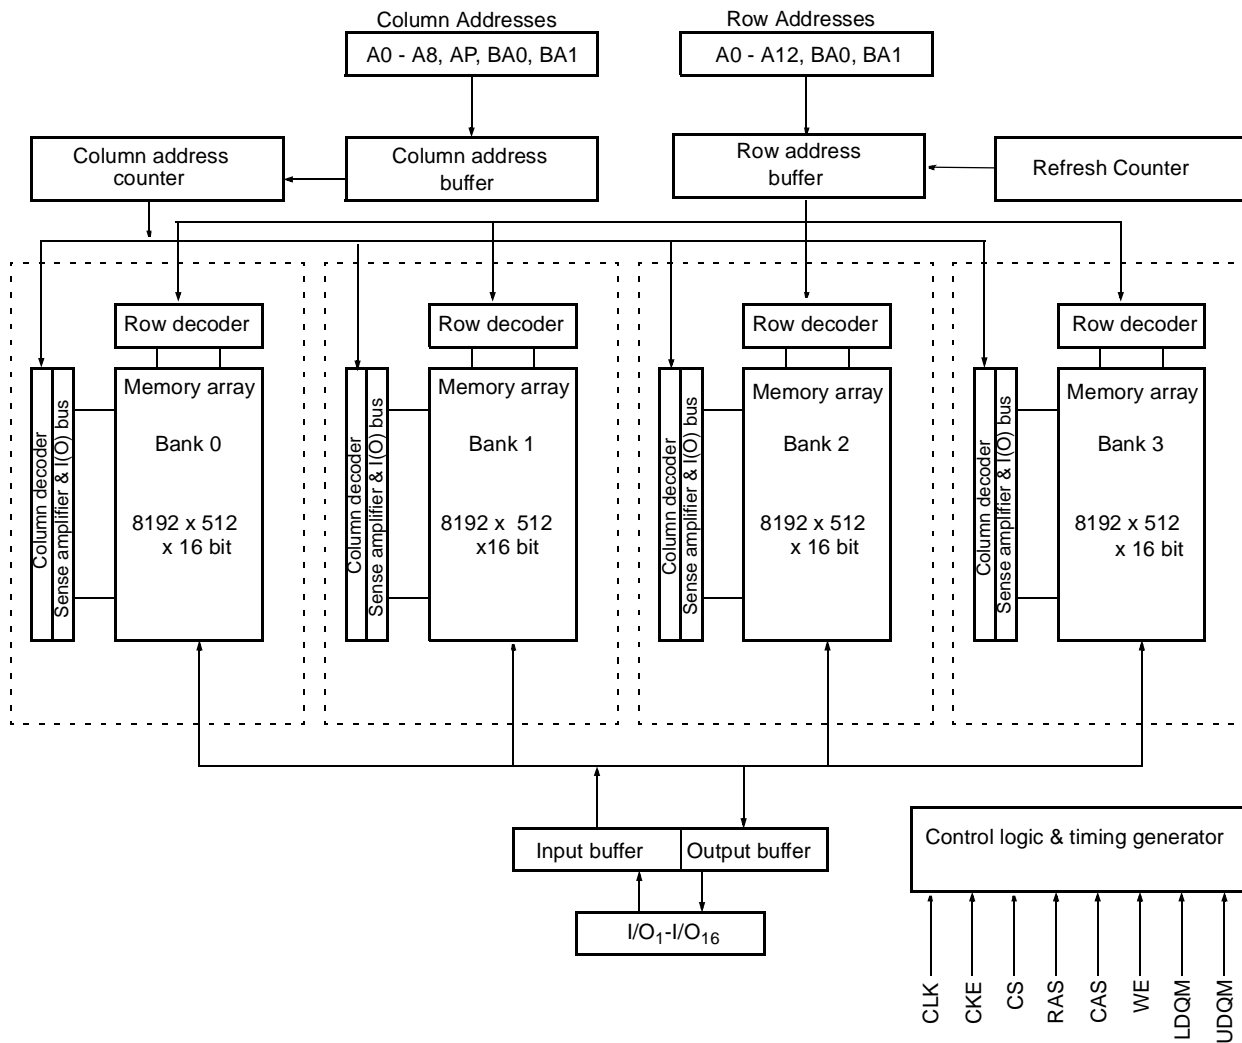 Column Addresses
Row Addresses
A0 - A8, AP, BA0, BA1
A0 - A12, BA0, BA1
Column address
counter
Column address
buffer
Row address
buffer
Refresh Counter
Row decoder
Row decoder
Row decoder
Row decoder
Column decoder
Sense amplifier & I(O) bus
Memory array
Bank 0
8192 x 512
x 16 bit
Column decoder
Sense amplifier & I(O) bus
Memory array
Bank 1
8192 x 512
x16 bit
Column decoder
Sense amplifier & I(O) bus
Memory array
Bank 2
8192 x 512
x 16 bit
Column decoder
Sense amplifier & I(O) bus
Memory array
Bank 3
8192 x 512
x 16 bit
Input buffer
Output buffer
I/O1-I/O16
Control logic & timing generator
CLK
CKE
CS
RAS
CAS
WE
LDQM
UDQM